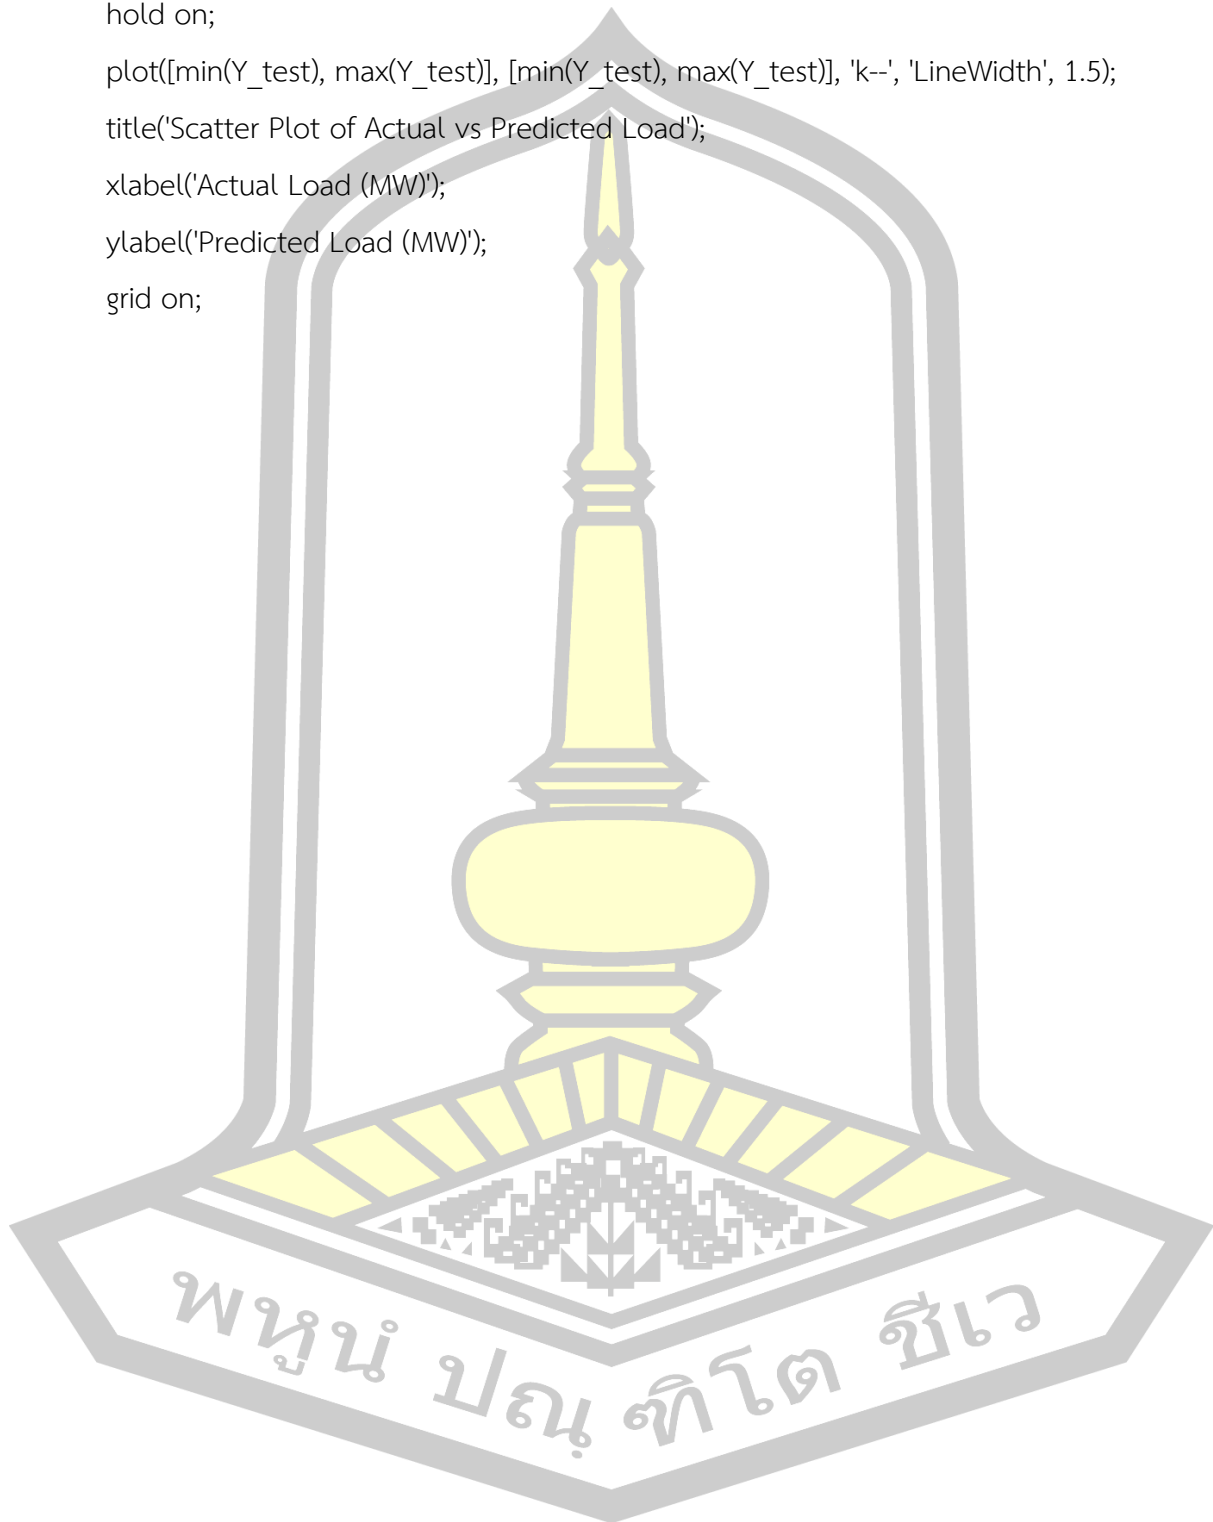 hold on;
plot([min(Y_test), max(Y_test)], [min(Y_test), max(Y_test)], 'k--', 'LineWidth', 1.5);
title('Scatter Plot of Actual vs Predicted Load');
xlabel('Actual Load (MW)');
ylabel('Predicted Load (MW)');
grid on;
พหูนํ ปณฺ ฑิโต ชีเว